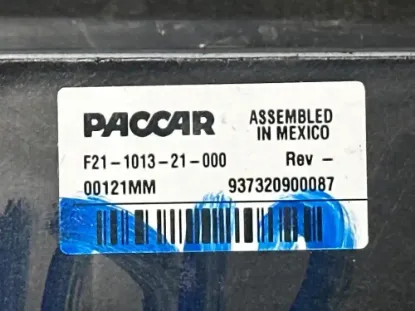 PACCAR
ASSEMBLED
IN MEXICO
F21-1013-21-000 Rev -
00121MM 937320900087